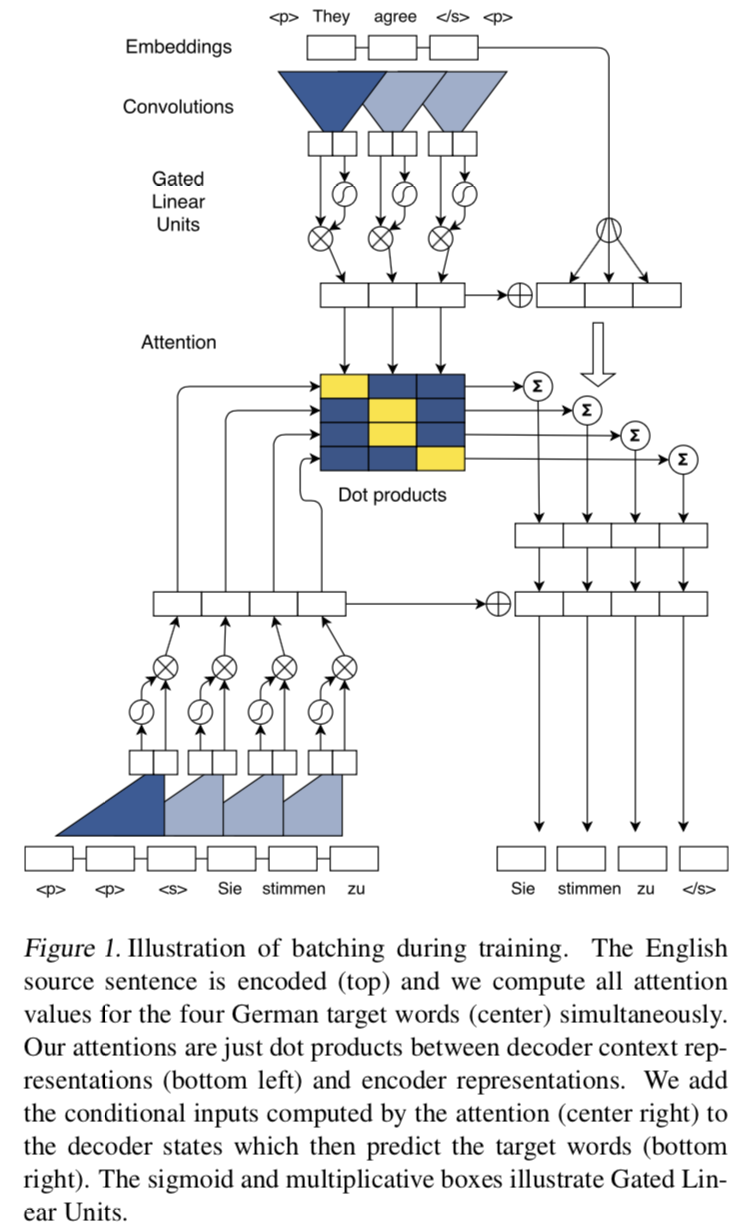 <p> They agree </s> <p>
Embeddings
Convolutions
Gated
Linear
Units
Attention
Σ
Σ
Σ
Σ
Dot products
<p> <p> <s> Sie stimmen zu
Sie stimmen zu </s>
Figure 1. Illustration of batching during training. The English
source sentence is encoded (top) and we compute all attention
values for the four German target words (center) simultaneously.
Our attentions are just dot products between decoder context rep-
resentations (bottom left) and encoder representations. We add
the conditional inputs computed by the attention (center right) to
the decoder states which then predict the target words (bottom
right). The sigmoid and multiplicative boxes illustrate Gated Lin-
ear Units.